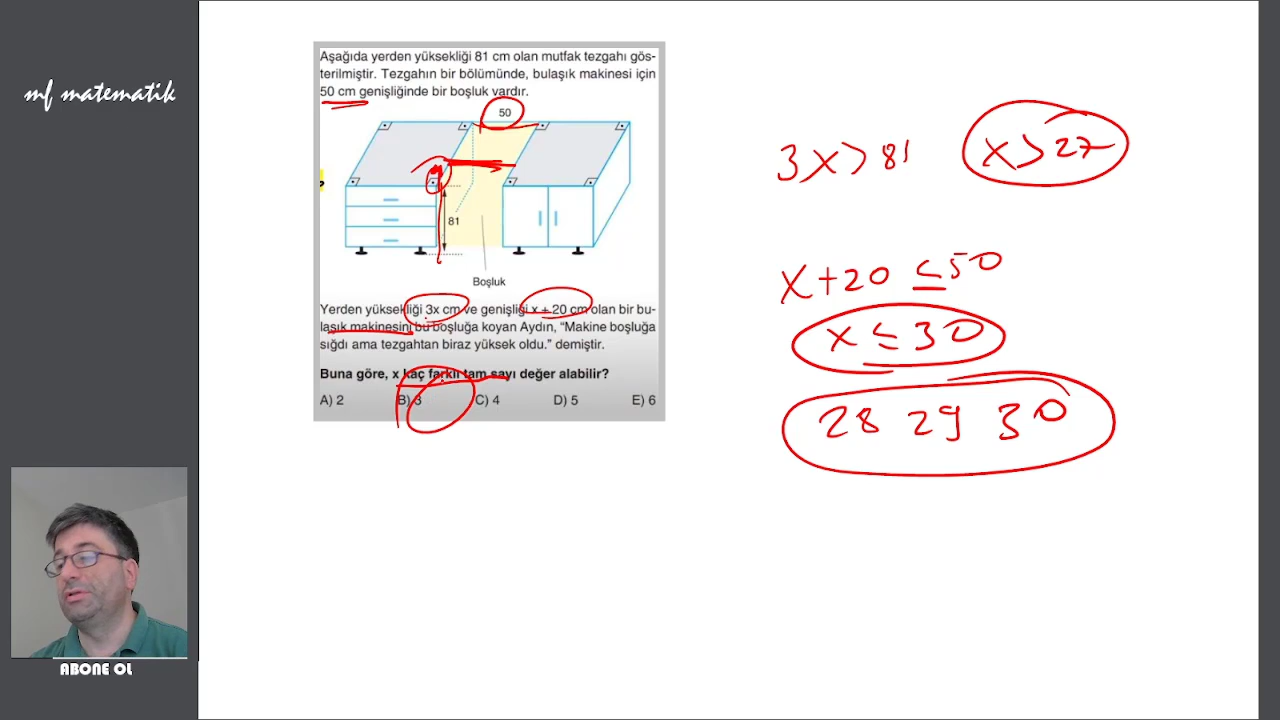 mf matematik
Aşağıda yerden yüksekliği 81 cm olan mutfak tezgahı gös-
terilmiştir. Tezgahın bir bölümünde, bulaşık makinesi için
50 cm genişliğinde bir boşluk vardır.
50
81
Boşluk
Yerden yüksekliği 3x cm ve genişliği x + 20 cm olan bir bu-
laşık makinesini bu boşluğa koyan Aydın, “Makine boşluğa
sığdı ama tezgahtan biraz yüksek oldu.” demiştir.
Buna göre, x kaç farklı tam sayı değer alabilir?
A) 2 B) 3 C) 4 D) 5 E) 6
3x > 81 x > 27
x + 20 ≤ 50
x ≤ 30
28 29 30
ABONE OL